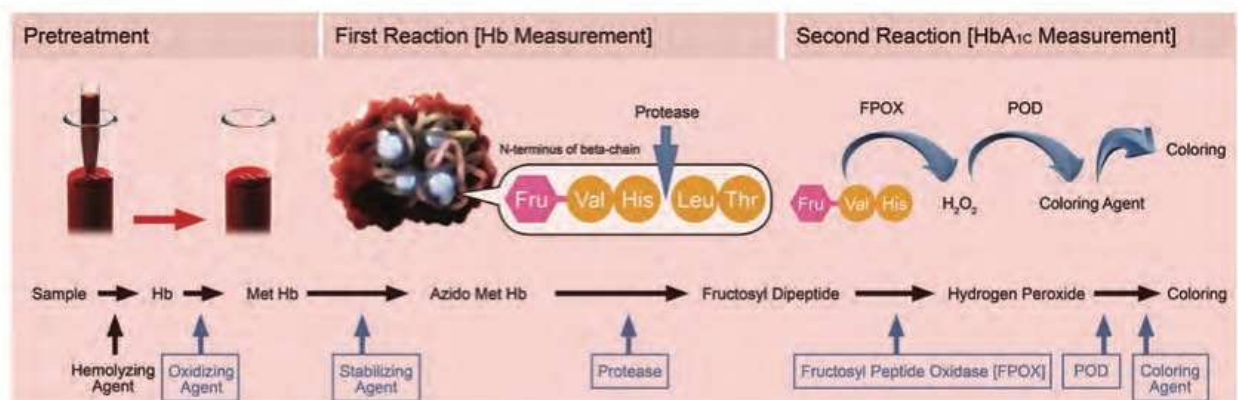 Pretreatment
First Reaction [Hb Measurement]
Second Reaction [HbA1C Measurement]
Protease
FPOX
POD
N-terminus of beta-chain
Coloring
Fru Val His Leu Thr
Fru Val His
H2O2
Coloring Agent
Sample
Hb
Met Hb
Azido Met Hb
Fructosyl Dipeptide
Hydrogen Peroxide
Coloring
Hemolyzing
Agent
Oxidizing
Agent
Stabilizing
Agent
Protease
Fructosyl Peptide Oxidase [FPOX]
POD
Coloring
Agent